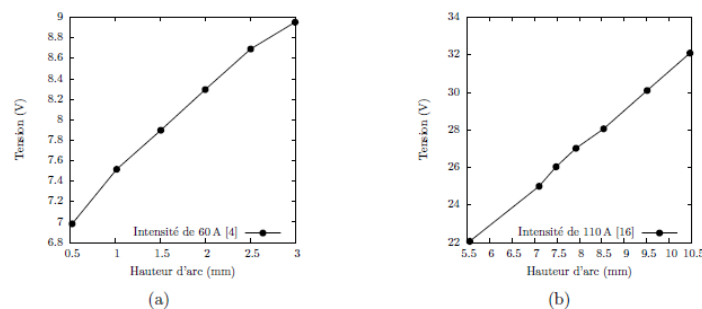 9
8.8
8.6
8.4
8.2
8
7.8
7.6
7.4
7.2
7
6.8
Tension (V)
Intensité de 60 A [4]
0.5 1 1.5 2 2.5 3
Hauteur d'arc (mm)
(a)
34
32
30
28
26
24
22
Tension (V)
Intensité de 110 A [16]
5.5 6 6.5 7 7.5 8 8.5 9 9.5 10 10.5
Hauteur d'arc (mm)
(b)